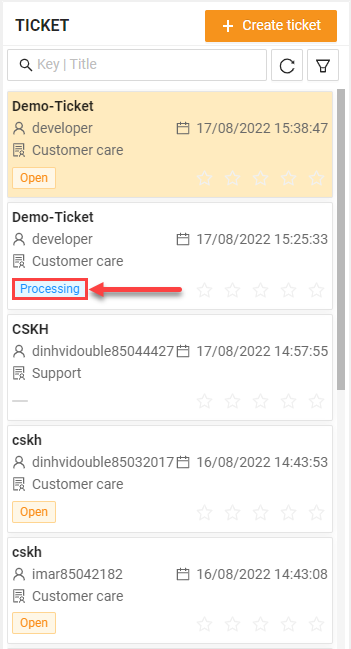 TICKET
+ Create ticket
Key | Title
Demo-Ticket
developer 17/08/2022 15:38:47
Customer care
Open
Demo-Ticket
developer 17/08/2022 15:25:33
Customer care
Processing
CSKH
dinhvidouble85044427 17/08/2022 14:57:55
Support
—
cskh
dinhvidouble85032017 16/08/2022 14:43:53
Customer care
Open
cskh
imar85042182 16/08/2022 14:43:08
Customer care
Open